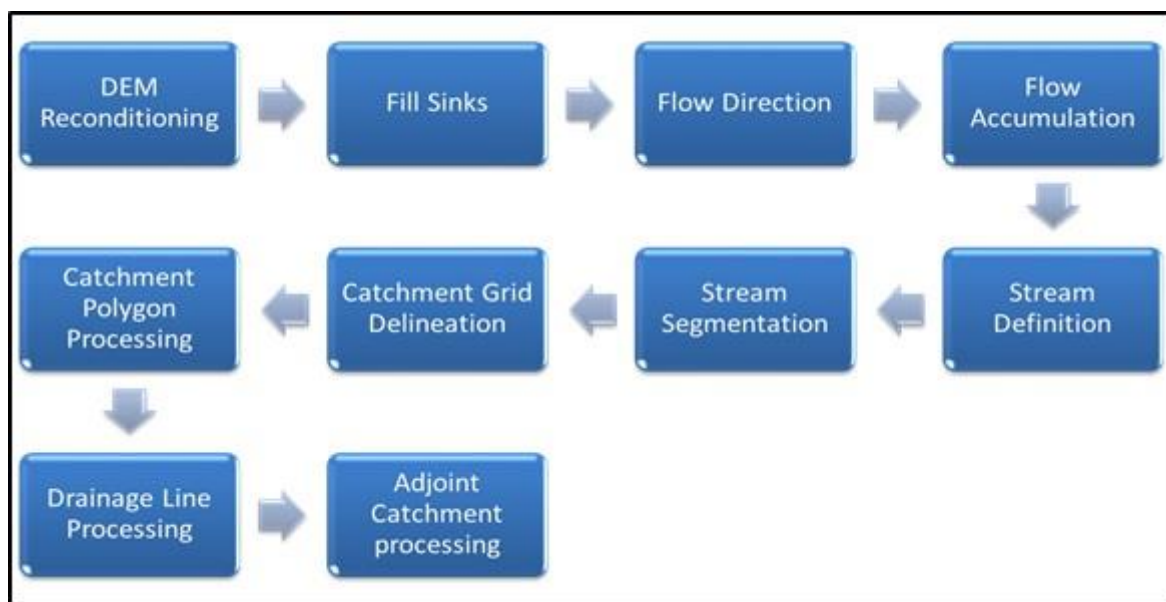 DEM
Reconditioning
Fill Sinks
Flow Direction
Flow
Accumulation
Stream
Definition
Stream
Segmentation
Catchment Grid
Delineation
Catchment
Polygon
Processing
Drainage Line
Processing
Adjoint
Catchment
processing